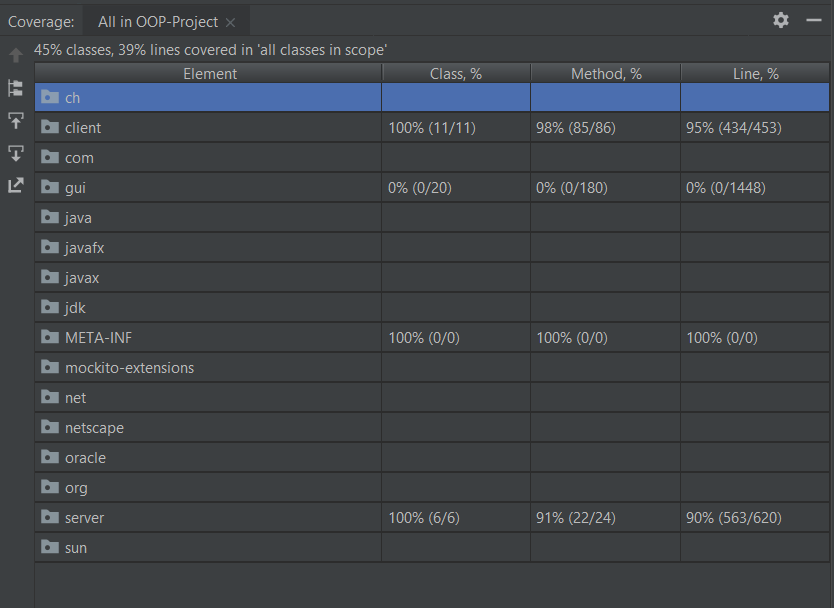 Coverage: All in OOP-Project
45% classes, 39% lines covered in 'all classes in scope'
Element Class, % Method, % Line, %
ch
client 100% (11/11) 98% (85/86) 95% (434/453)
com
gui 0% (0/20) 0% (0/180) 0% (0/1448)
java
javafx
javax
jdk
META-INF 100% (0/0) 100% (0/0) 100% (0/0)
mockito-extensions
net
netscape
oracle
org
server 100% (6/6) 91% (22/24) 90% (563/620)
sun